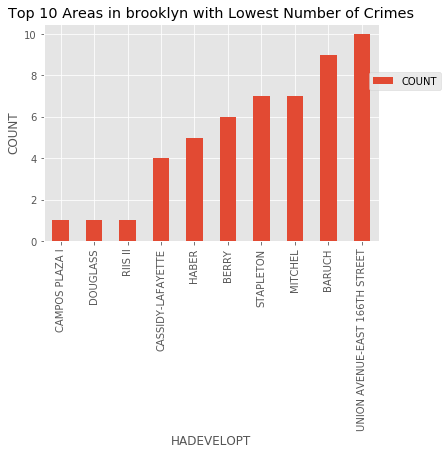 Top 10 Areas in brooklyn with Lowest Number of Crimes
10
8
6
4
2
0
COUNT
COUNT
CAMPOS PLAZA I
DOUGLASS
RIIS II
CASSIDY-LAFAYETTE
HABER
BERRY
STAPLETON
MITCHEL
BARUCH
UNION AVENUE-EAST 166TH STREET
HADEVELOPT